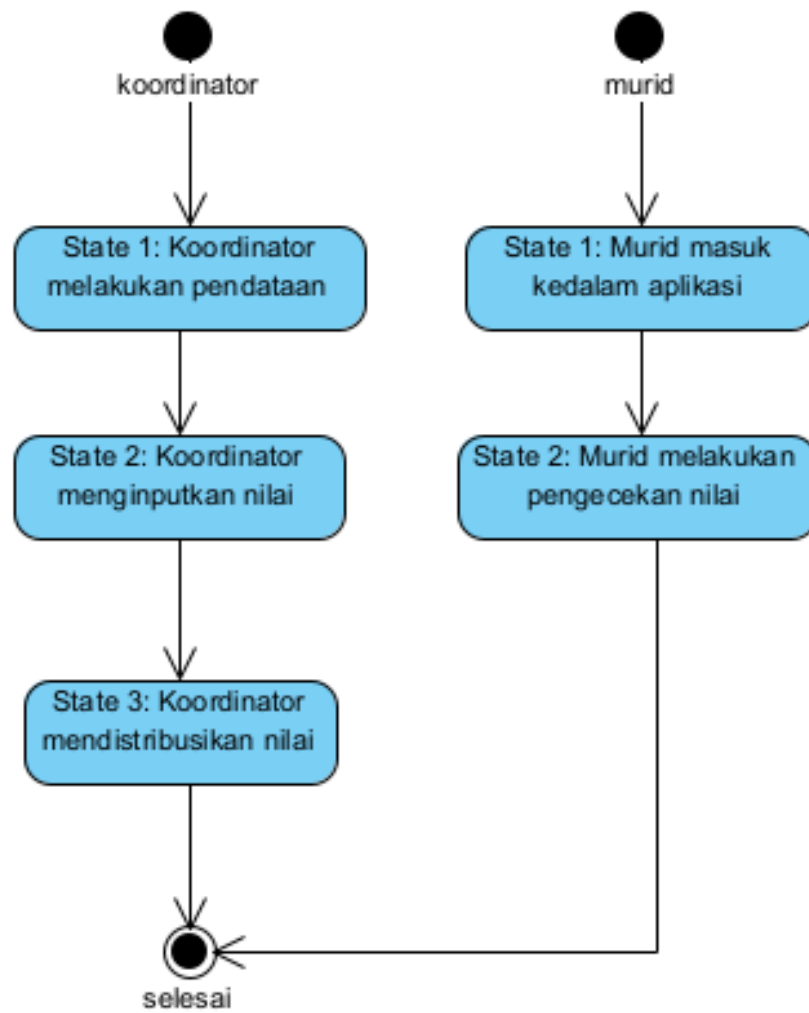 koordinator
murid
State 1: Koordinator
melakukan pendataan
State 1: Murid masuk
kedalam aplikasi
State 2: Koordinator
menginputkan nilai
State 2: Murid melakukan
pengecekan nilai
State 3: Koordinator
mendistribusikan nilai
selesai